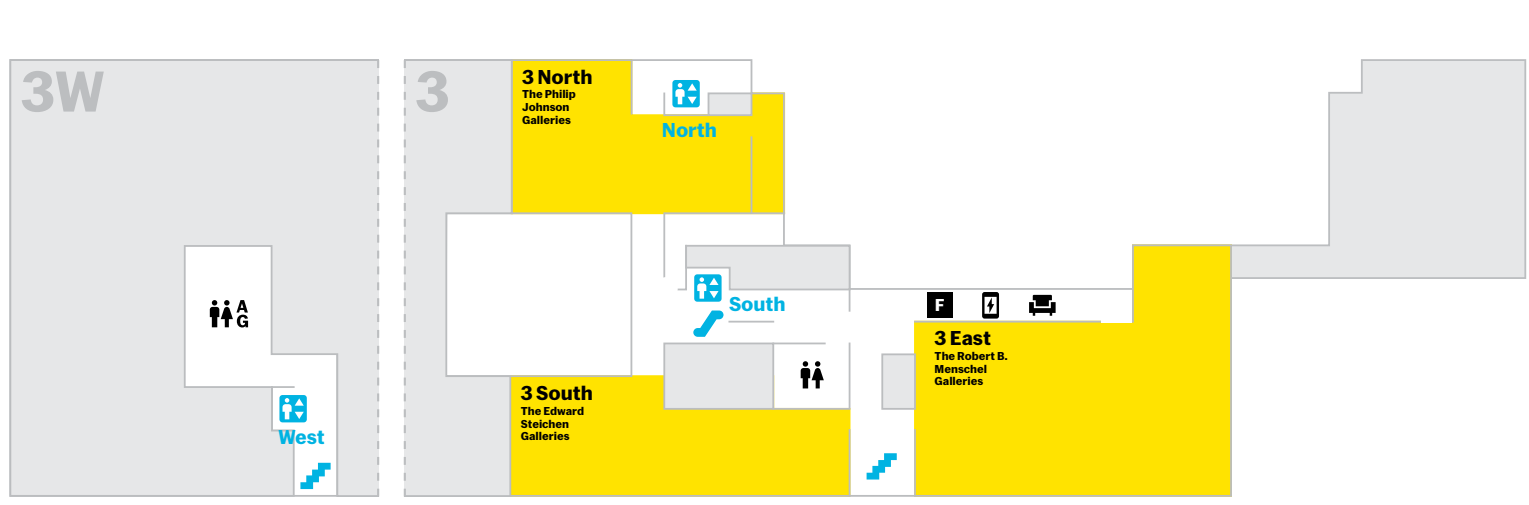 3W
3
3 North
The Philip
Johnson
Galleries
North
A
G
South
F
3 East
The Robert B.
Menschel
Galleries
3 South
The Edward
Steichen
Galleries
West